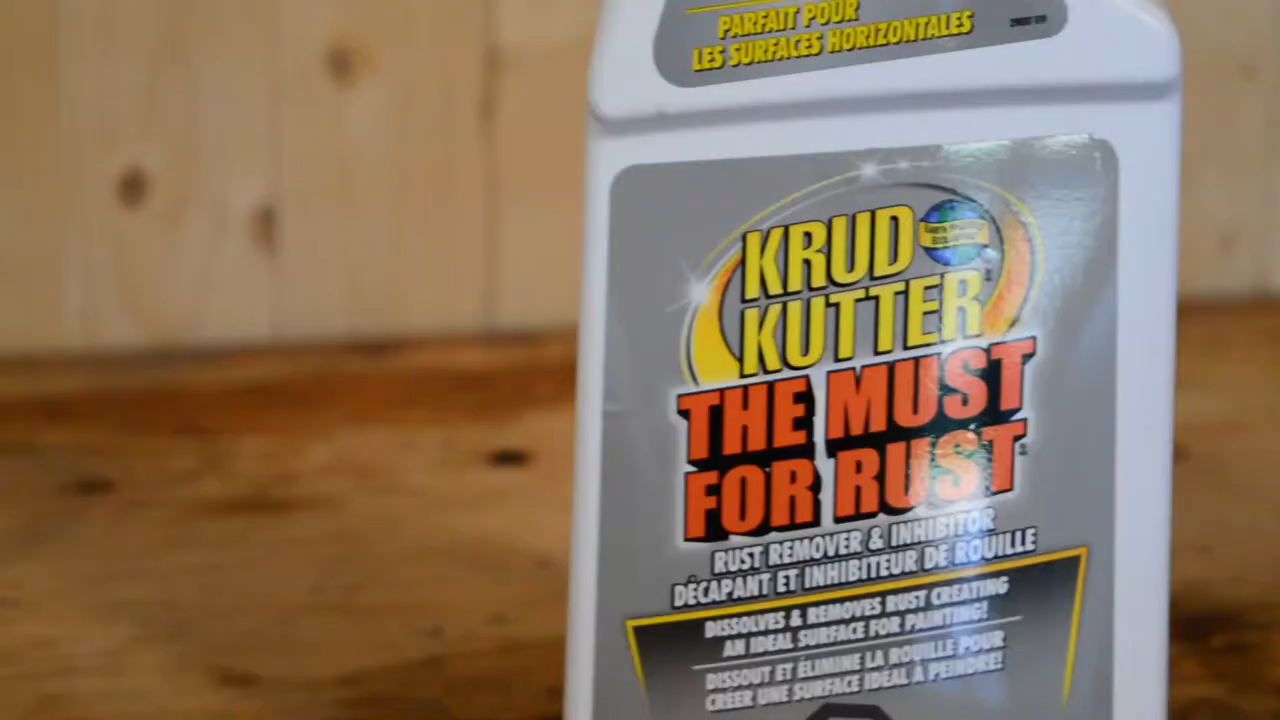 PARFAIT POUR
LES SURFACES HORIZONTALES
KRUD
KUTTER
THE MUST
FOR RUST
RUST REMOVER & INHIBITOR
DÉCAPANT ET INHIBITEUR DE ROUILLE
DISSOLVES & REMOVES RUST CREATING
AN IDEAL SURFACE FOR PAINTING!
DISSOUT ET ÉLIMINE LA ROUILLE POUR
CRÉER UNE SURFACE IDÉAL À PEINDRE!